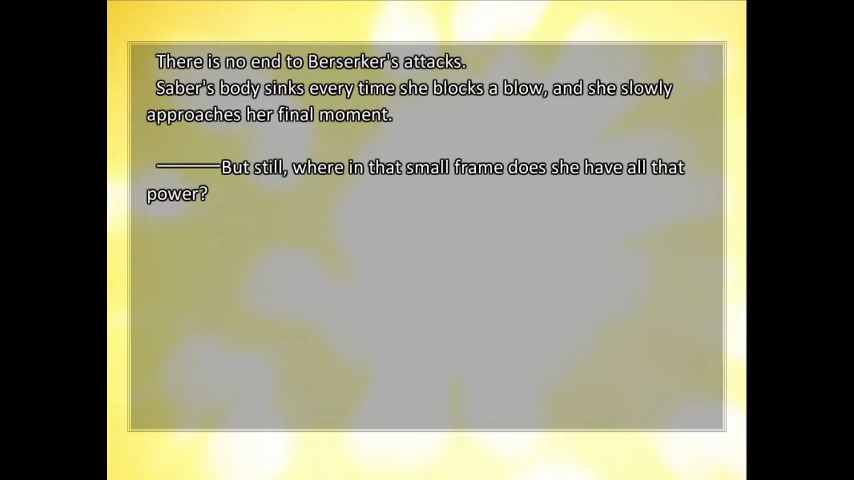 There is no end to Berserker's attacks.
Saber's body sinks every time she blocks a blow, and she slowly
approaches her final moment.
———But still, where in that small frame does she have all that
power?